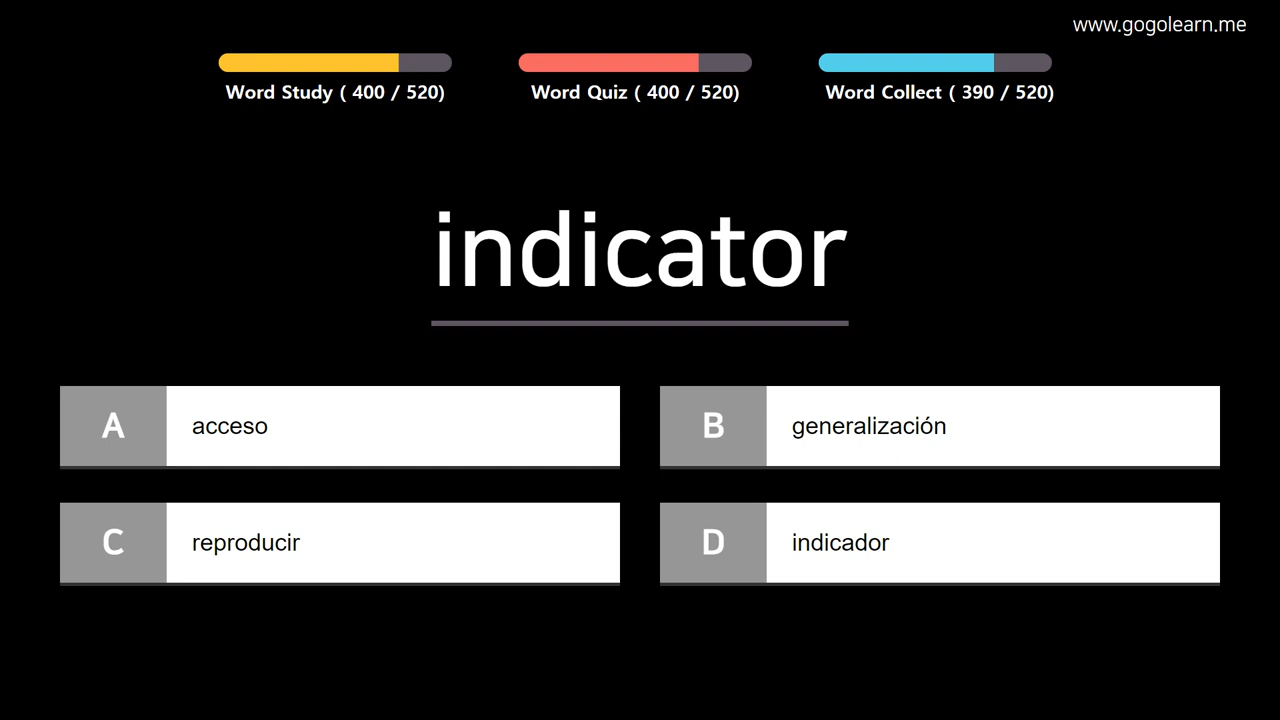 www.gogolearn.me
Word Study ( 400 / 520)
Word Quiz ( 400 / 520)
Word Collect ( 390 / 520)
indicator
A acceso
B generalización
C reproducir
D indicador